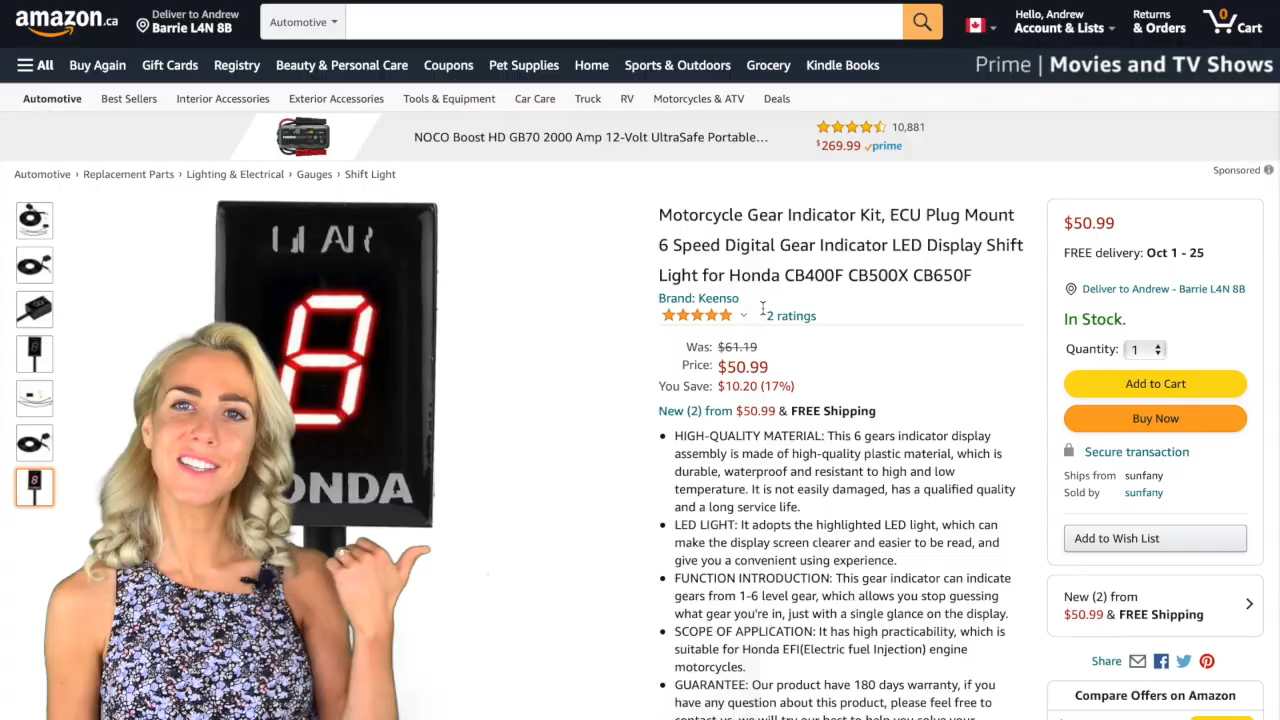 amazon.ca
Deliver to Andrew
Barrie L4N 8B
Automotive
Hello, Andrew
Account & Lists
Returns
& Orders
0
Cart
All
Buy Again
Gift Cards
Registry
Beauty & Personal Care
Coupons
Pet Supplies
Home
Sports & Outdoors
Grocery
Kindle Books
Prime | Movies and TV Shows
Automotive
Best Sellers
Interior Accessories
Exterior Accessories
Tools & Equipment
Car Care
Truck
RV
Motorcycles & ATV
Deals
NOCO Boost HD GB70 2000 Amp 12-Volt UltraSafe Portable…
10,881
$269.99 prime
Sponsored
Automotive › Replacement Parts › Lighting & Electrical › Gauges › Shift Light
8
ONDA
Motorcycle Gear Indicator Kit, ECU Plug Mount
6 Speed Digital Gear Indicator LED Display Shift
Light for Honda CB400F CB500X CB650F
Brand: Keenso
2 ratings
Was: $61.19
Price: $50.99
You Save: $10.20 (17%)
New (2) from $50.99 & FREE Shipping
• HIGH-QUALITY MATERIAL: This 6 gears indicator display
assembly is made of high-quality plastic material, which is
durable, waterproof and resistant to high and low
temperature. It is not easily damaged, has a qualified quality
and a long service life.
• LED LIGHT: It adopts the highlighted LED light, which can
make the display screen clearer and easier to be read, and
give you a convenient using experience.
• FUNCTION INTRODUCTION: This gear indicator can indicate
gears from 1-6 level gear, which allows you stop guessing
what gear you're in, just with a single glance on the display.
• SCOPE OF APPLICATION: It has high practicability, which is
suitable for Honda EFI(Electric fuel Injection) engine
motorcycles.
• GUARANTEE: Our product have 180 days warranty, if you
have any question about this product, please feel free to
contact us, we will try our best to help you solve your
$50.99
FREE delivery: Oct 1 - 25
Deliver to Andrew - Barrie L4N 8B
In Stock.
Quantity: 1
Add to Cart
Buy Now
Secure transaction
Ships from sunfany
Sold by sunfany
Add to Wish List
New (2) from
$50.99 & FREE Shipping
Share
Compare Offers on Amazon